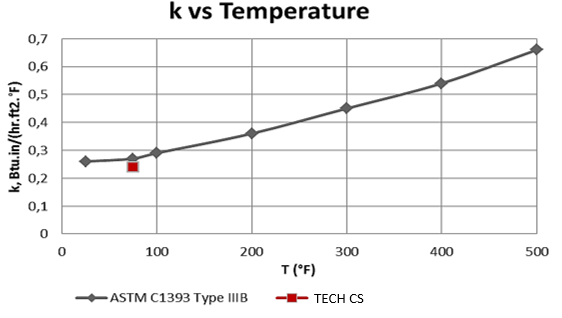 k vs Temperature
k, Btu.in/(hr.ft2.°F)
0,7
0,6
0,5
0,4
0,3
0,2
0,1
0
0 100 200 300 400 500
T (°F)
ASTM C1393 Type IIIB TECH CS